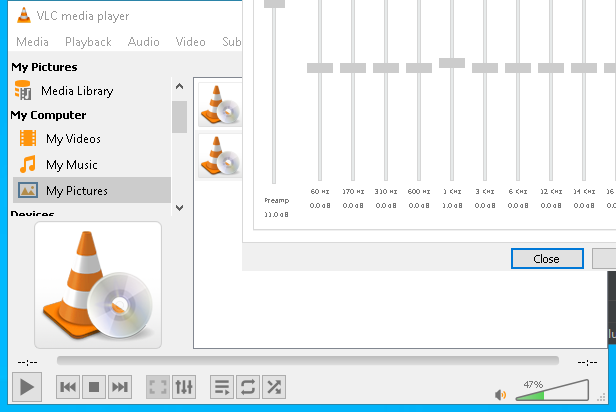 VLC media player
Media Playback Audio Video Sub
My Pictures
Media Library
My Computer
My Videos
My Music
My Pictures
Devices
Preamp
11.0 dB
60 Hz 170 Hz 310 Hz 600 Hz 1 KHz 3 KHz 6 KHz 12 KHz 14 KHz 16
0.0 dB 0.0 dB 0.0 dB 0.0 dB 1.0 dB 0.0 dB 0.0 dB 0.0 dB 0.0 dB 0.0
Close
--:-- --:--
47%